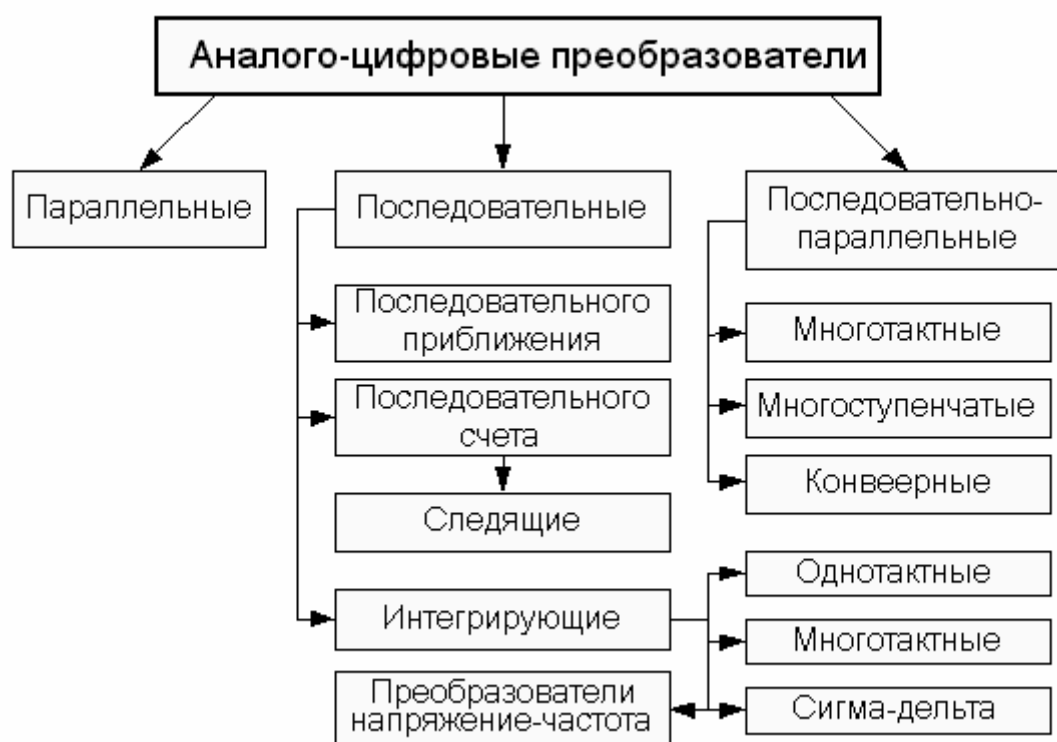 Аналого-цифровые преобразователи
Параллельные
Последовательные
Последовательно-
параллельные
Последовательного
приближения
Многотактные
Последовательного
счета
Многоступенчатые
Конвеерные
Следящие
Однотактные
Интегрирующие
Многотактные
Преобразователи
напряжение-частота
Сигма-дельта